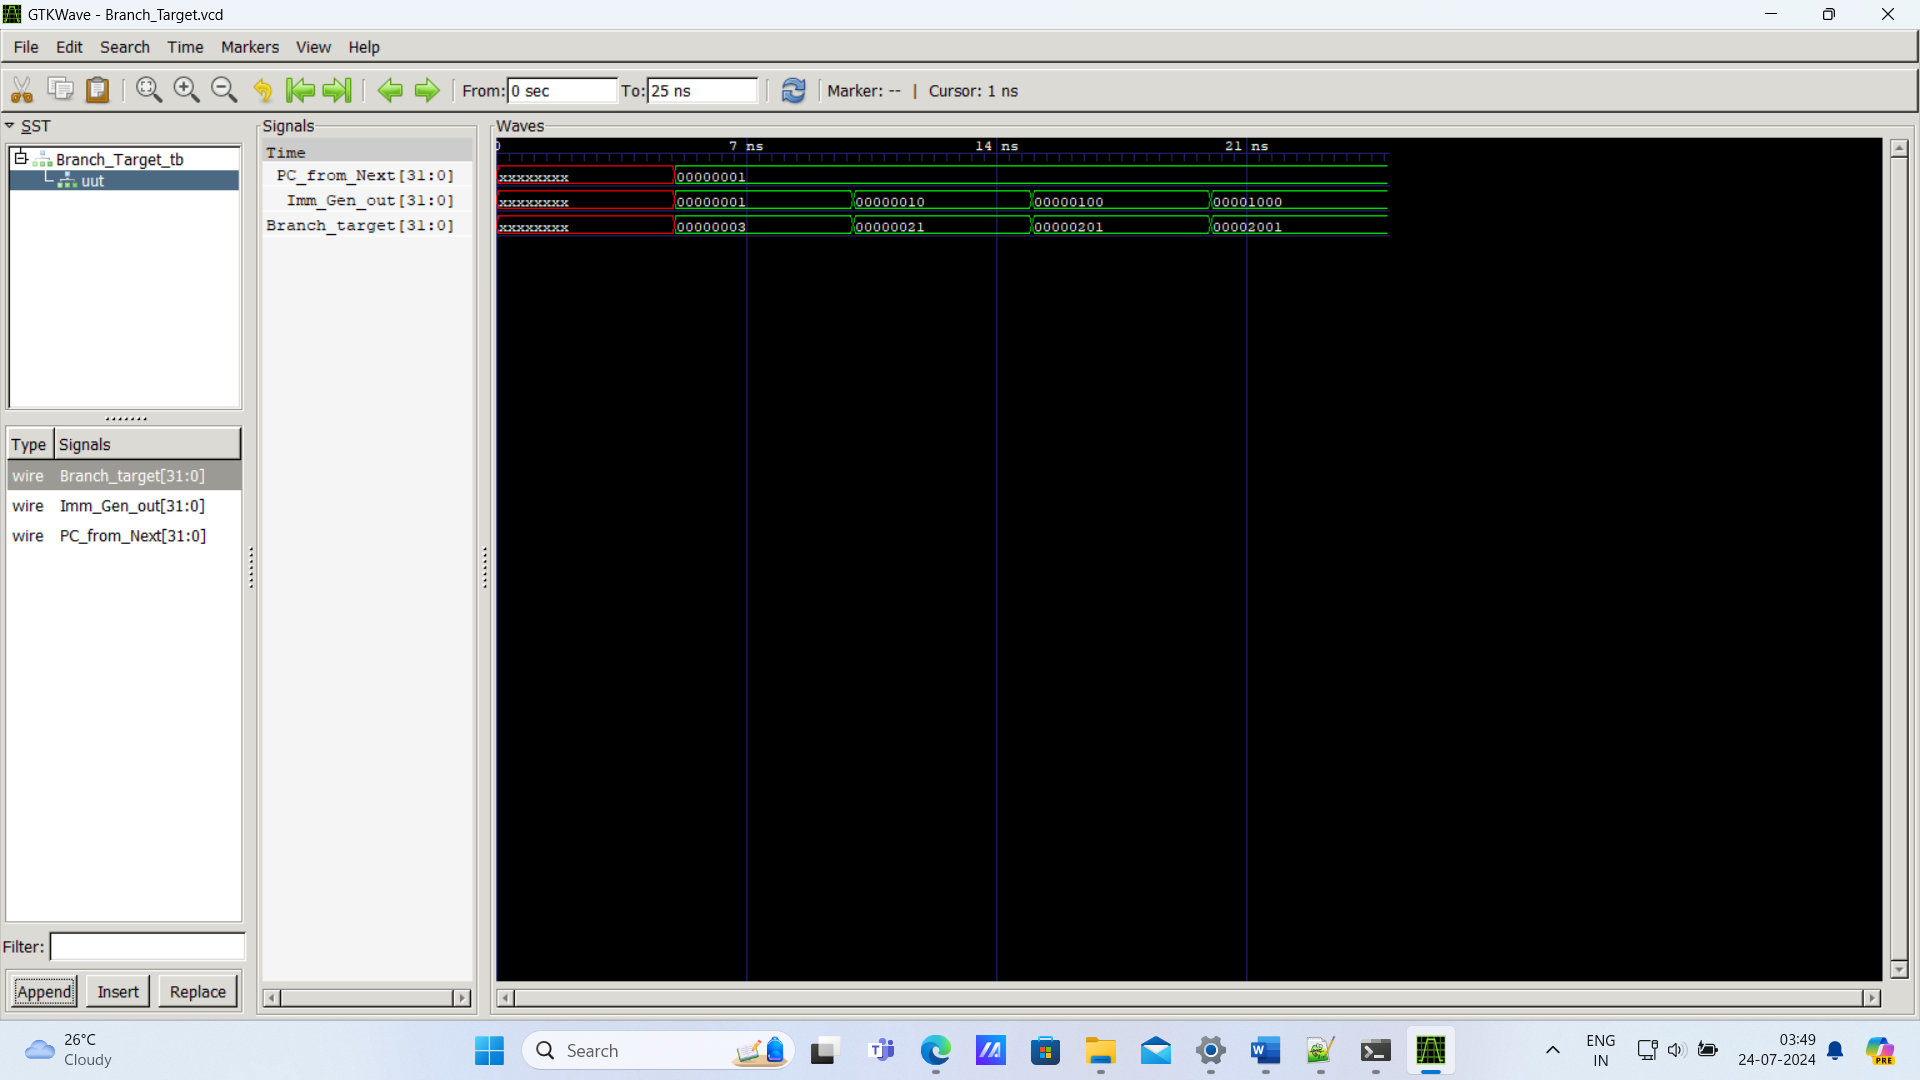 GTKWave - Branch_Target.vcd
File Edit Search Time Markers View Help
From: 0 sec To: 25 ns Marker: -- | Cursor: 1 ns
SST
Branch_Target_tb
uut
Type Signals
wire Branch_target[31:0]
wire Imm_Gen_out[31:0]
wire PC_from_Next[31:0]
Filter:
Append Insert Replace
Signals
Time
PC_from_Next[31:0]
Imm_Gen_out[31:0]
Branch_target[31:0]
Waves
0 7 ns 14 ns 21 ns
xxxxxxxx 00000001
xxxxxxxx 00000001 00000010 00000100 00001000
xxxxxxxx 00000003 00000021 00000201 00002001
26°C
Cloudy
Search
ENG
IN
03:49
24-07-2024
PRE